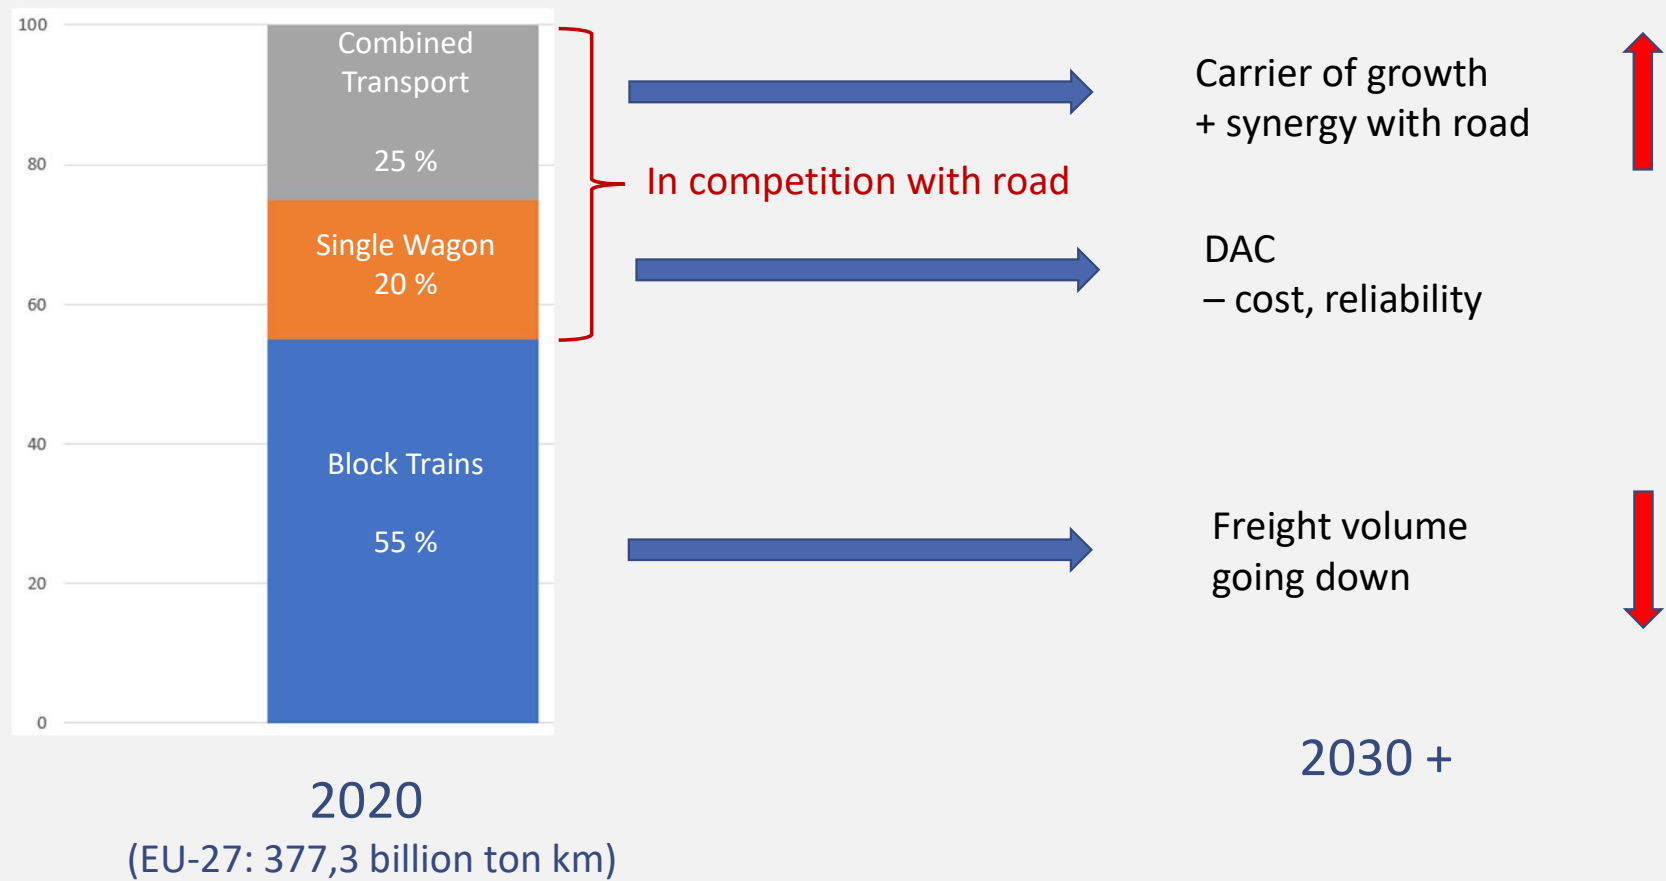 100
80
60
40
20
0
Combined
Transport
25 %
Single Wagon
20 %
Block Trains
55 %
In competition with road
Carrier of growth
+ synergy with road
DAC
– cost, reliability
Freight volume
going down
2020
(EU-27: 377,3 billion ton km)
2030 +